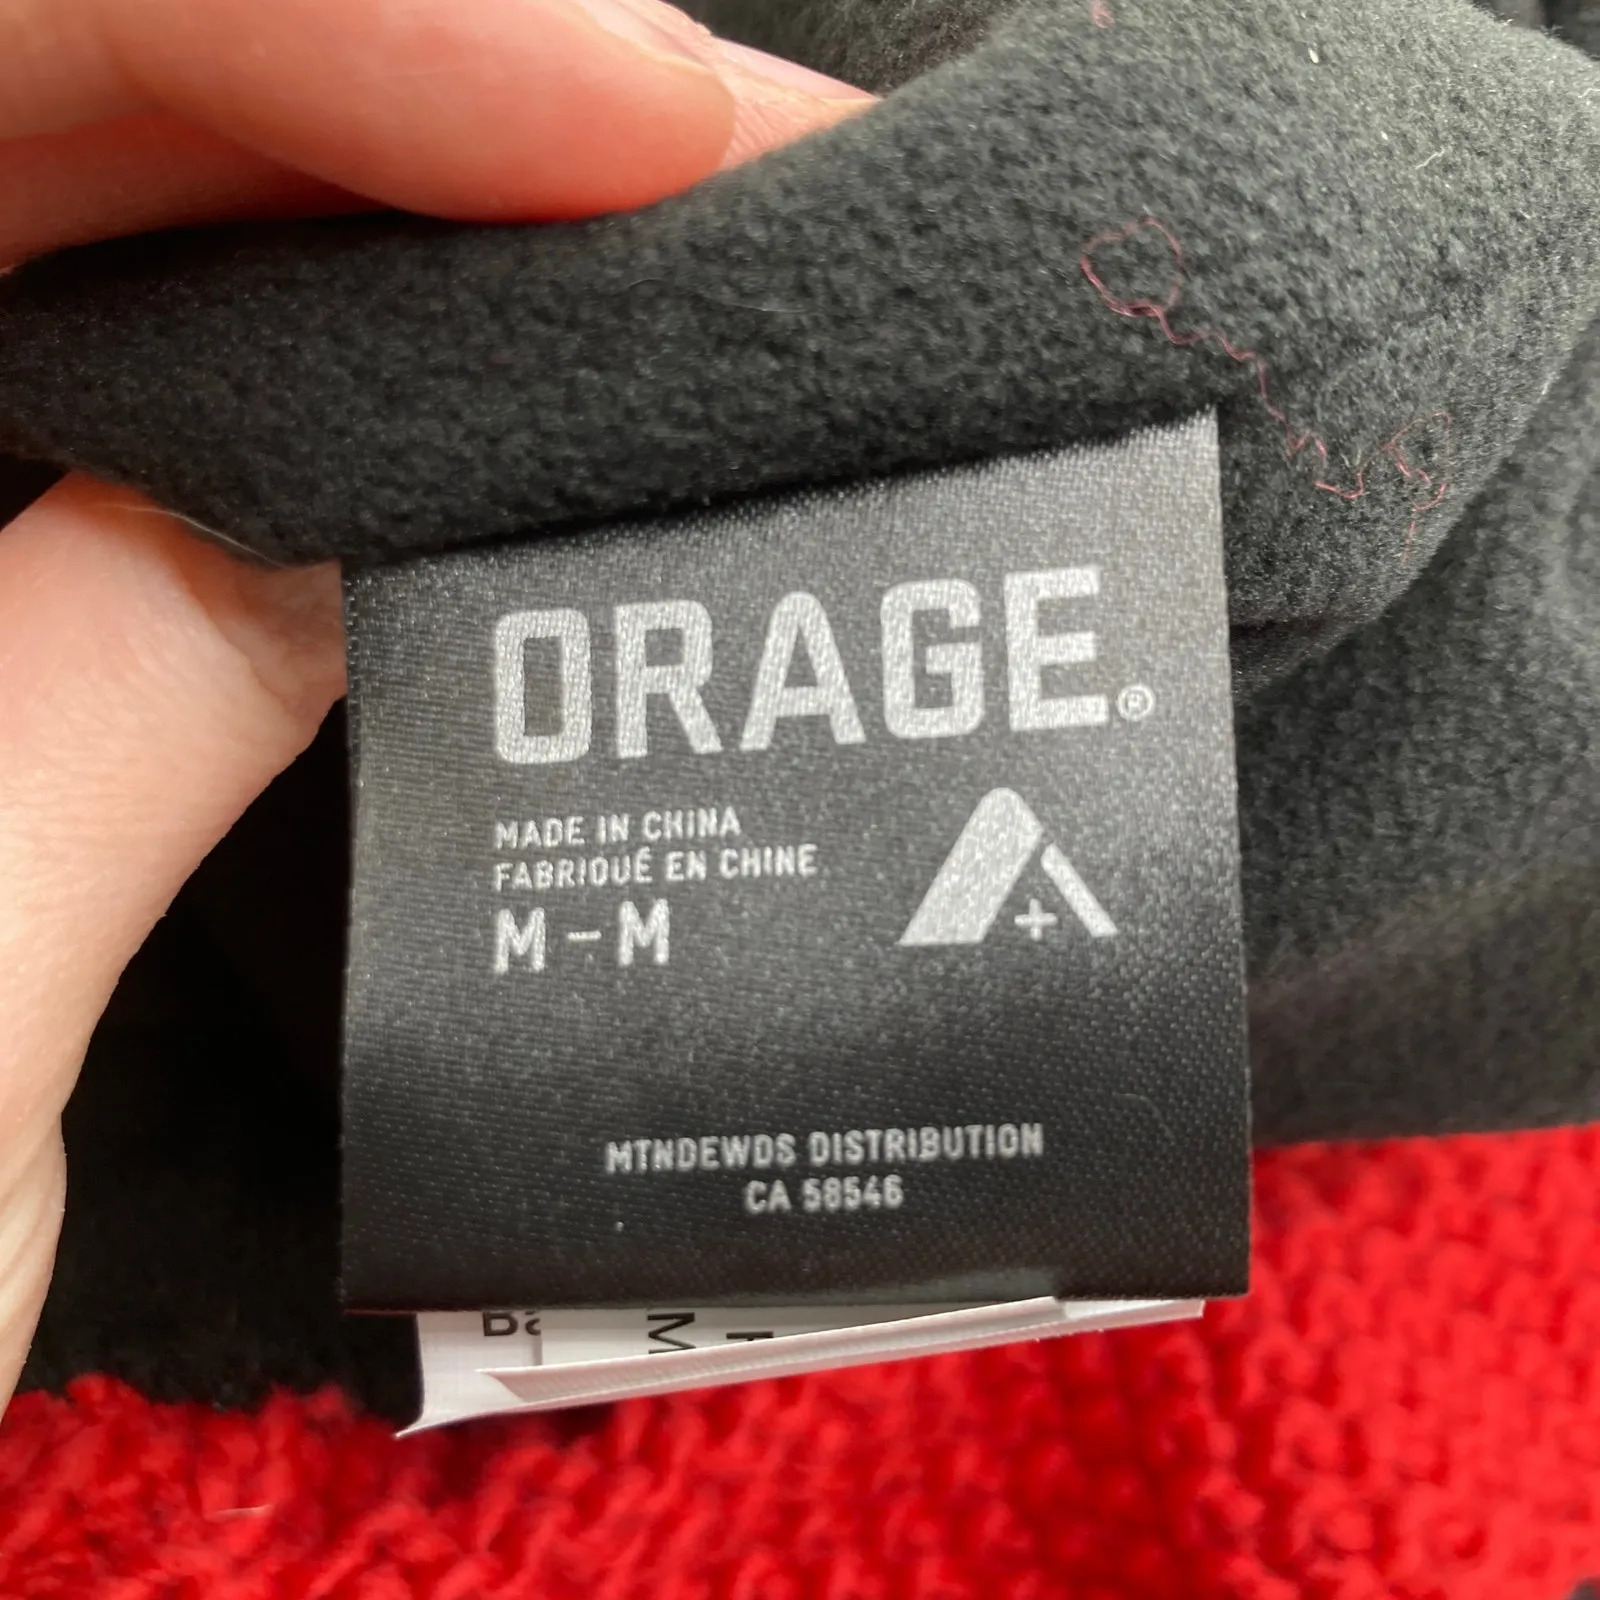 ORAGE®
MADE IN CHINA
FABRIQUÉ EN CHINE
M - M
MTNDEWDS DISTRIBUTION
CA 58546
M